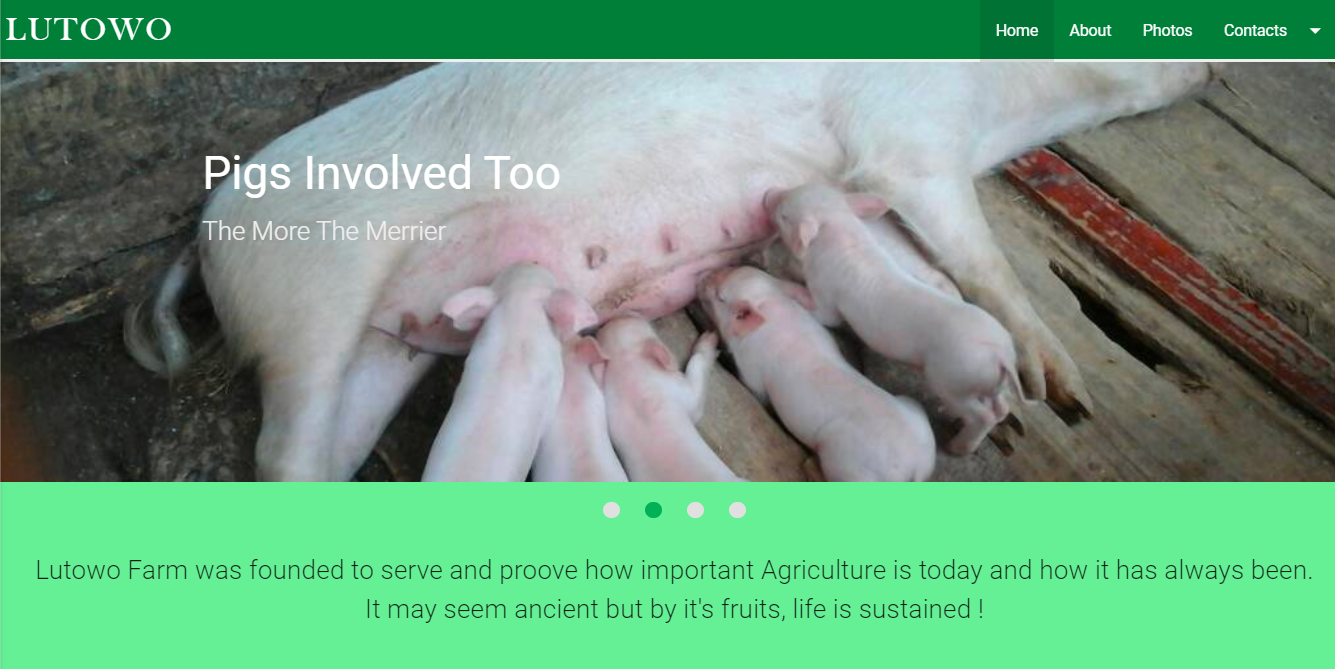 LUTOWO
Home About Photos Contacts
Pigs Involved Too
The More The Merrier
Lutowo Farm was founded to serve and proove how important Agriculture is today and how it has always been.
It may seem ancient but by it's fruits, life is sustained !